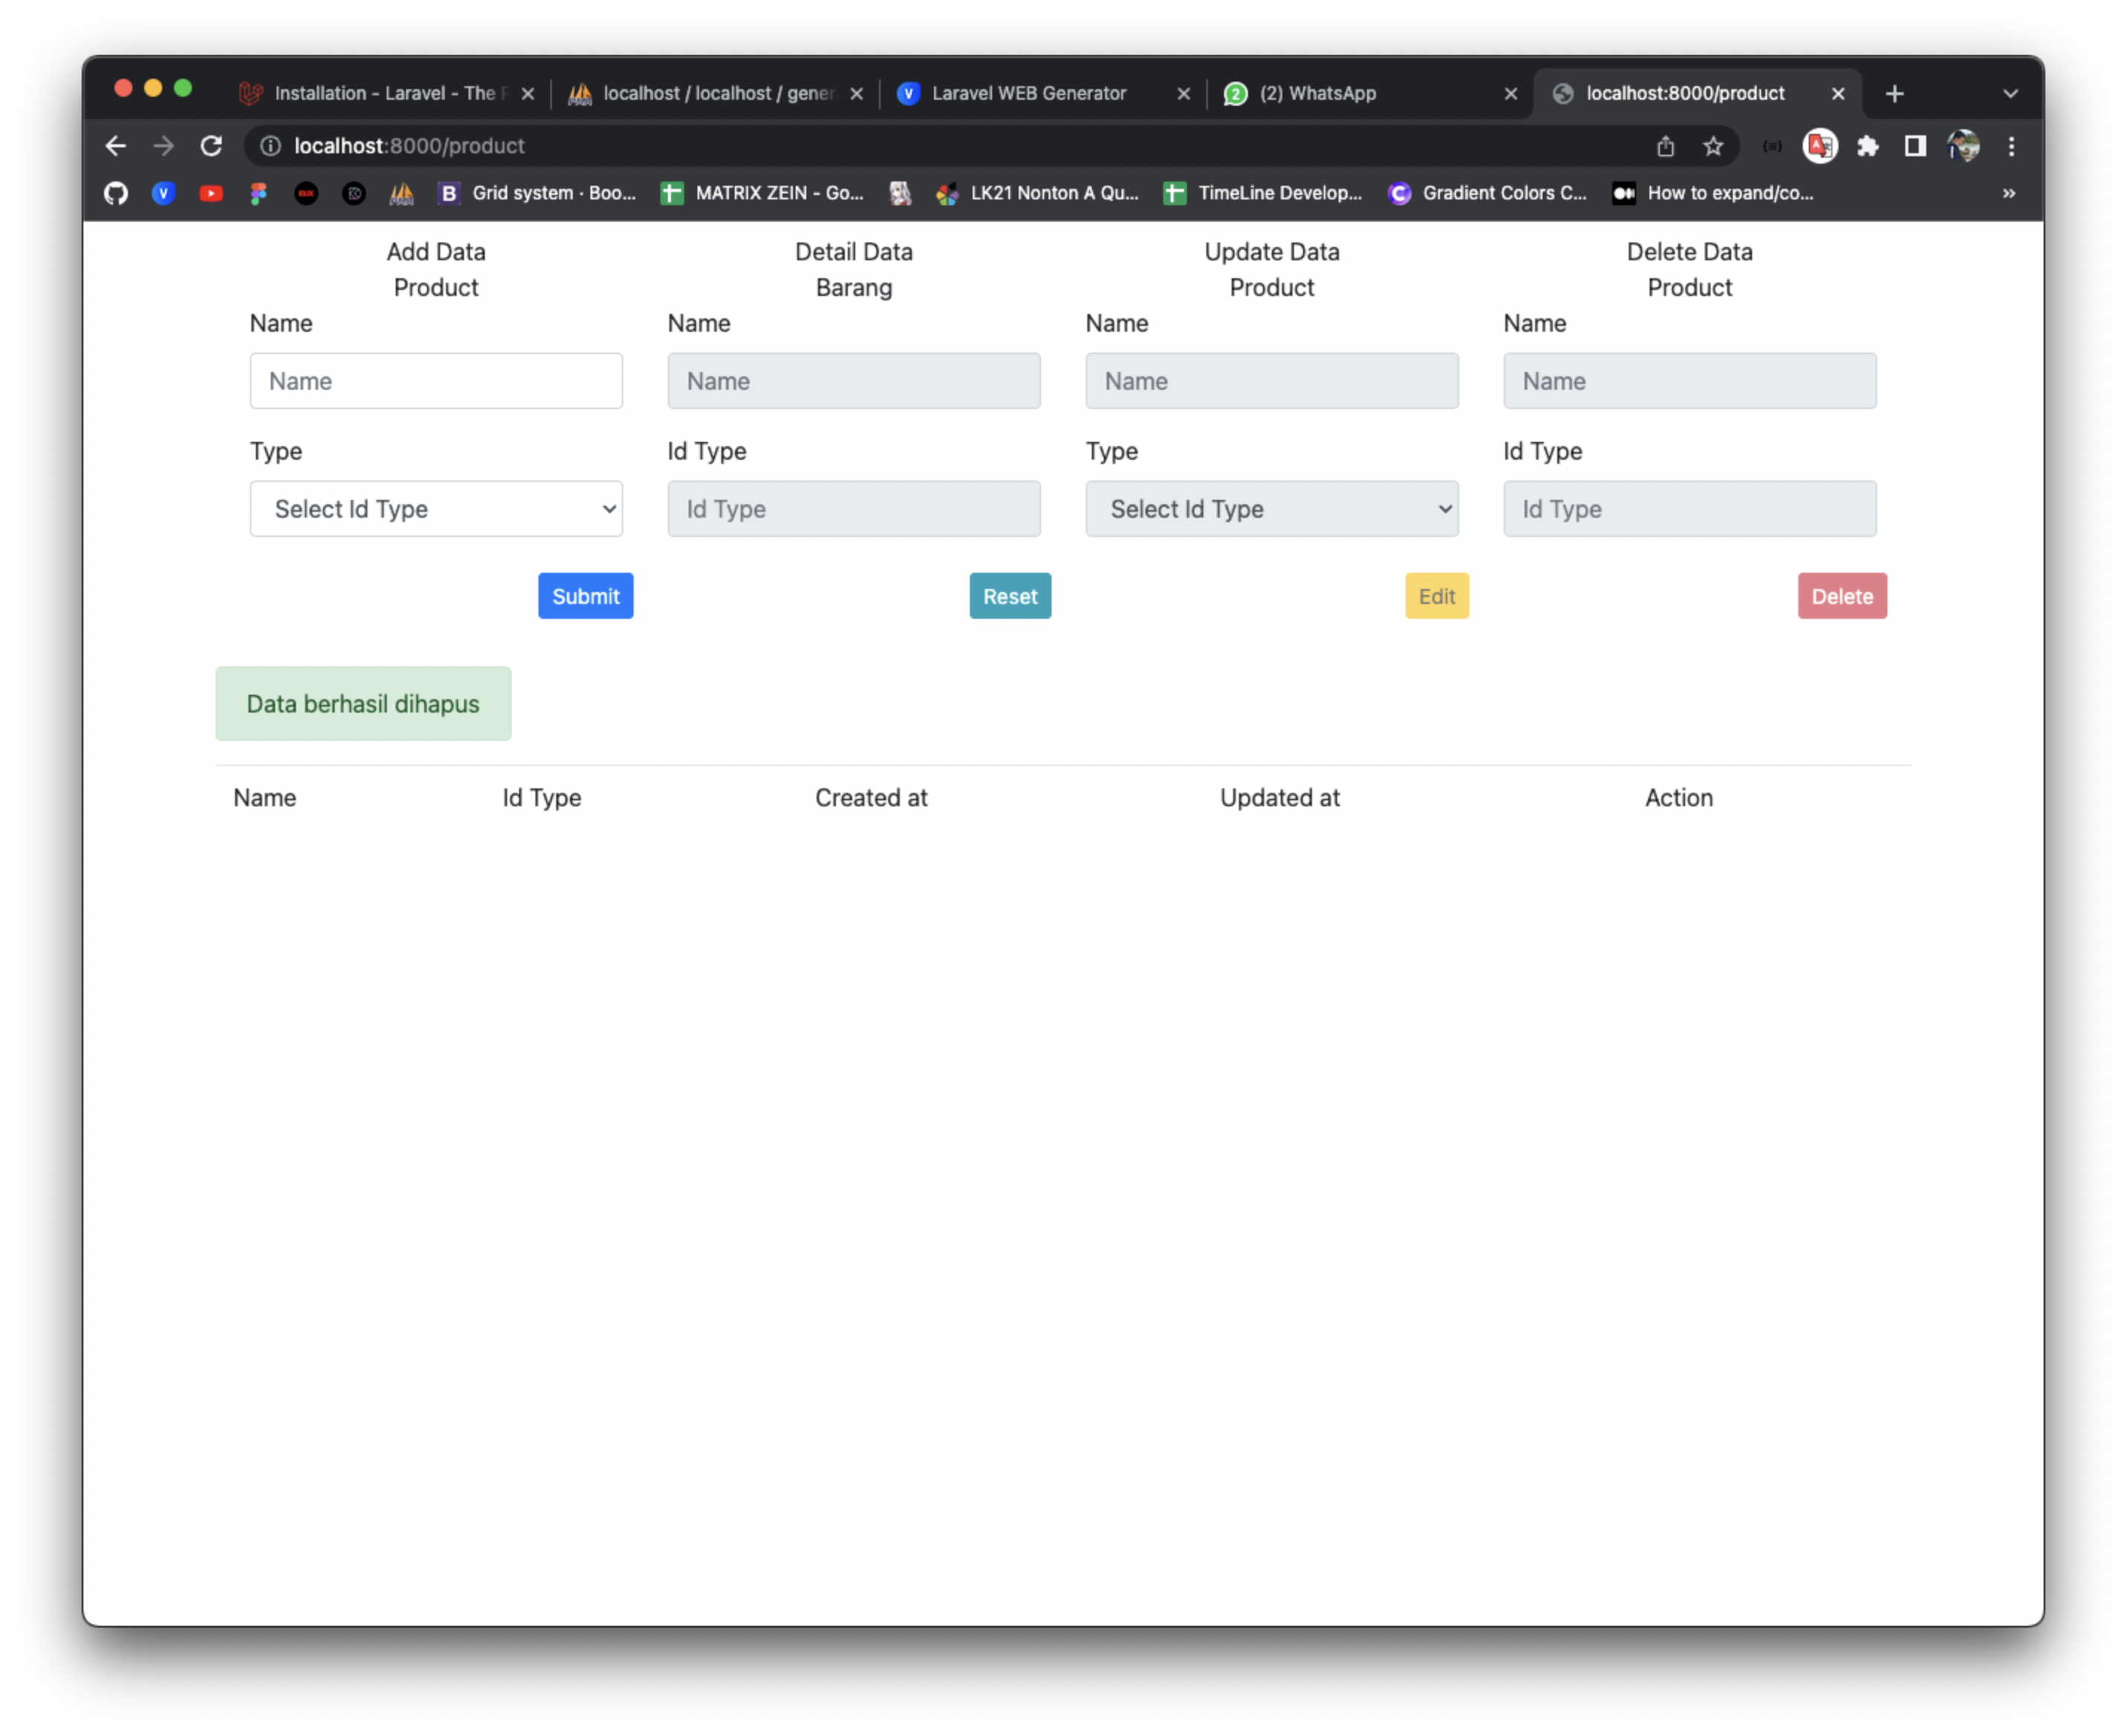 Installation - Laravel - The
localhost / localhost / gener
Laravel WEB Generator
(2) WhatsApp
localhost:8000/product
localhost:8000/product
Grid system · Boo...
MATRIX ZEIN - Go...
LK21 Nonton A Qu...
TimeLine Develop...
Gradient Colors C...
How to expand/co...
Add Data
Product
Detail Data
Barang
Update Data
Product
Delete Data
Product
Name
Name
Name
Name
Name
Name
Name
Name
Type
Id Type
Type
Id Type
Select Id Type
Id Type
Select Id Type
Id Type
Submit
Reset
Edit
Delete
Data berhasil dihapus
Name
Id Type
Created at
Updated at
Action